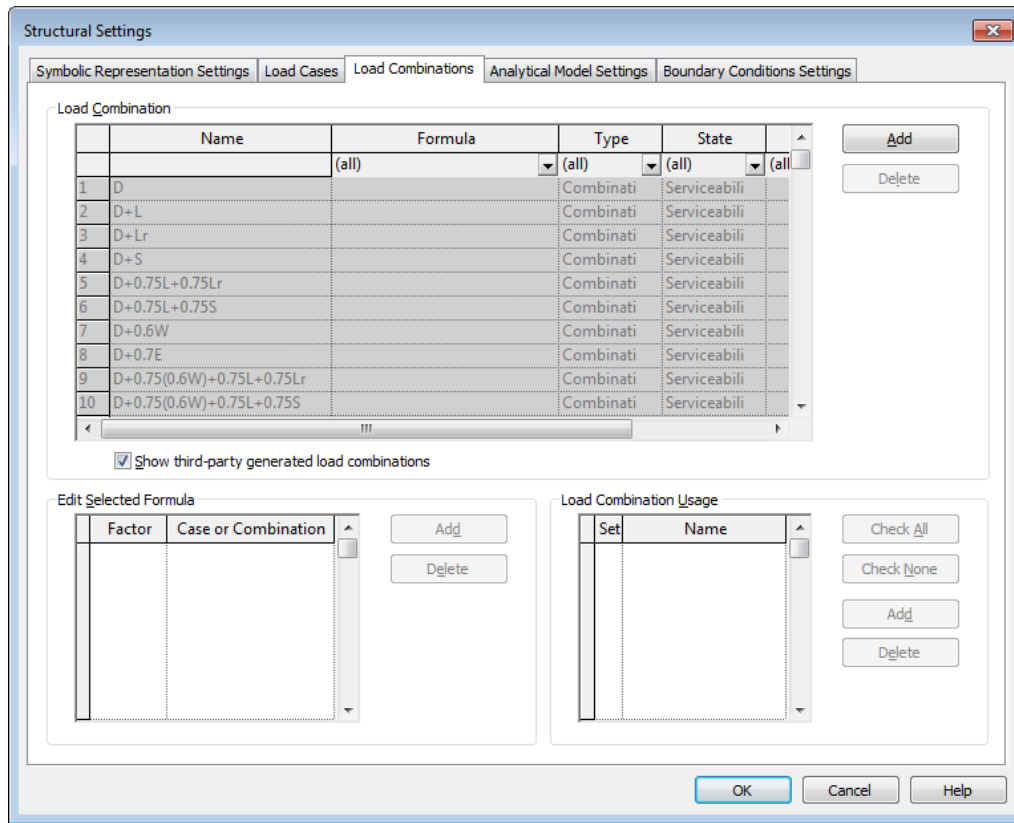 Structural Settings
Symbolic Representation Settings Load Cases Load Combinations Analytical Model Settings Boundary Conditions Settings
Load Combination
Name Formula Type State
(all) (all) (all) (all
1 D Combinati Serviceabili
2 D+L Combinati Serviceabili
3 D+Lr Combinati Serviceabili
4 D+S Combinati Serviceabili
5 D+0.75L+0.75Lr Combinati Serviceabili
6 D+0.75L+0.75S Combinati Serviceabili
7 D+0.6W Combinati Serviceabili
8 D+0.7E Combinati Serviceabili
9 D+0.75(0.6W)+0.75L+0.75Lr Combinati Serviceabili
10 D+0.75(0.6W)+0.75L+0.75S Combinati Serviceabili
Add
Delete
Show third-party generated load combinations
Edit Selected Formula
Factor Case or Combination
Add
Delete
Load Combination Usage
Set Name
Check All
Check None
Add
Delete
OK Cancel Help